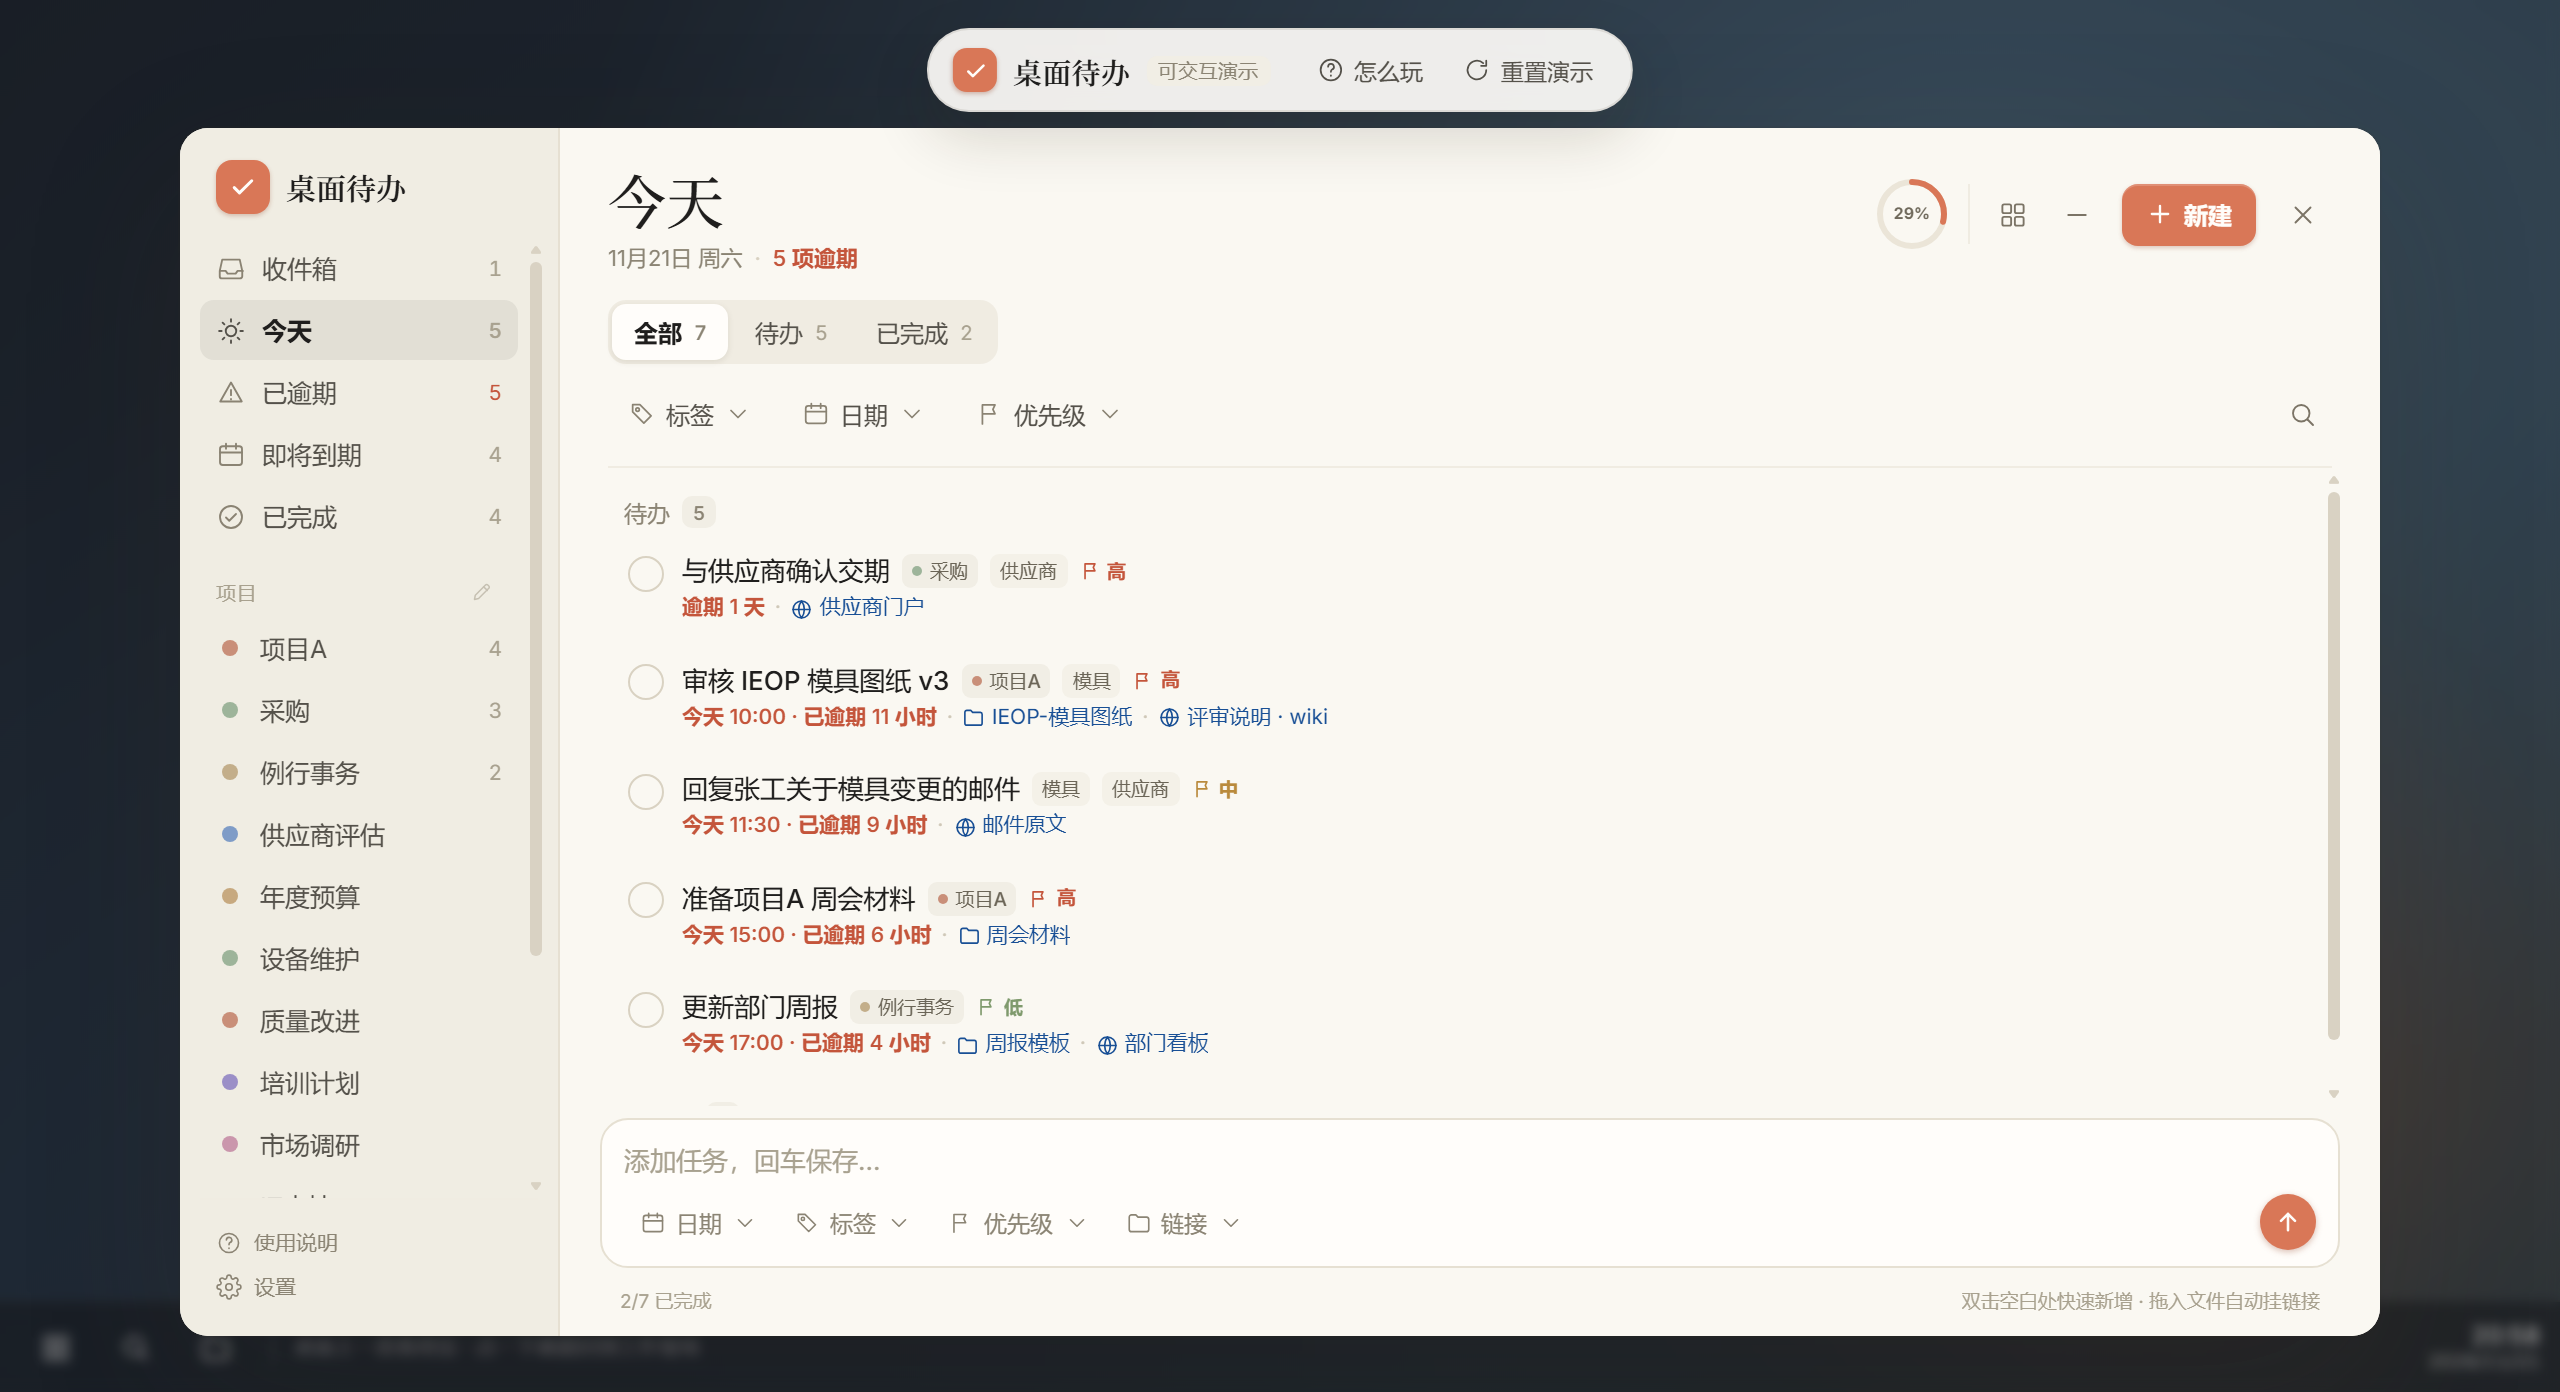 桌面待办 可交互演示 怎么玩 重置演示
桌面待办
收件箱 1
今天 5
已逾期 5
即将到期 4
已完成 4
项目
项目A 4
采购 3
例行事务 2
供应商评估
年度预算
设备维护
质量改进
培训计划
市场调研
使用说明
设置
今天
11月21日 周六 · 5 项逾期
29%
新建
全部 7 待办 5 已完成 2
标签 日期 优先级
待办 5
与供应商确认交期 采购 供应商 高
逾期 1 天 · 供应商门户
审核 IEOP 模具图纸 v3 项目A 模具 高
今天 10:00 · 已逾期 11 小时 · IEOP-模具图纸 · 评审说明 · wiki
回复张工关于模具变更的邮件 模具 供应商 中
今天 11:30 · 已逾期 9 小时 · 邮件原文
准备项目A 周会材料 项目A 高
今天 15:00 · 已逾期 6 小时 · 周会材料
更新部门周报 例行事务 低
今天 17:00 · 已逾期 4 小时 · 周报模板 · 部门看板
添加任务，回车保存...
日期 标签 优先级 链接
2/7 已完成
双击空白处快速新增 · 拖入文件自动挂链接